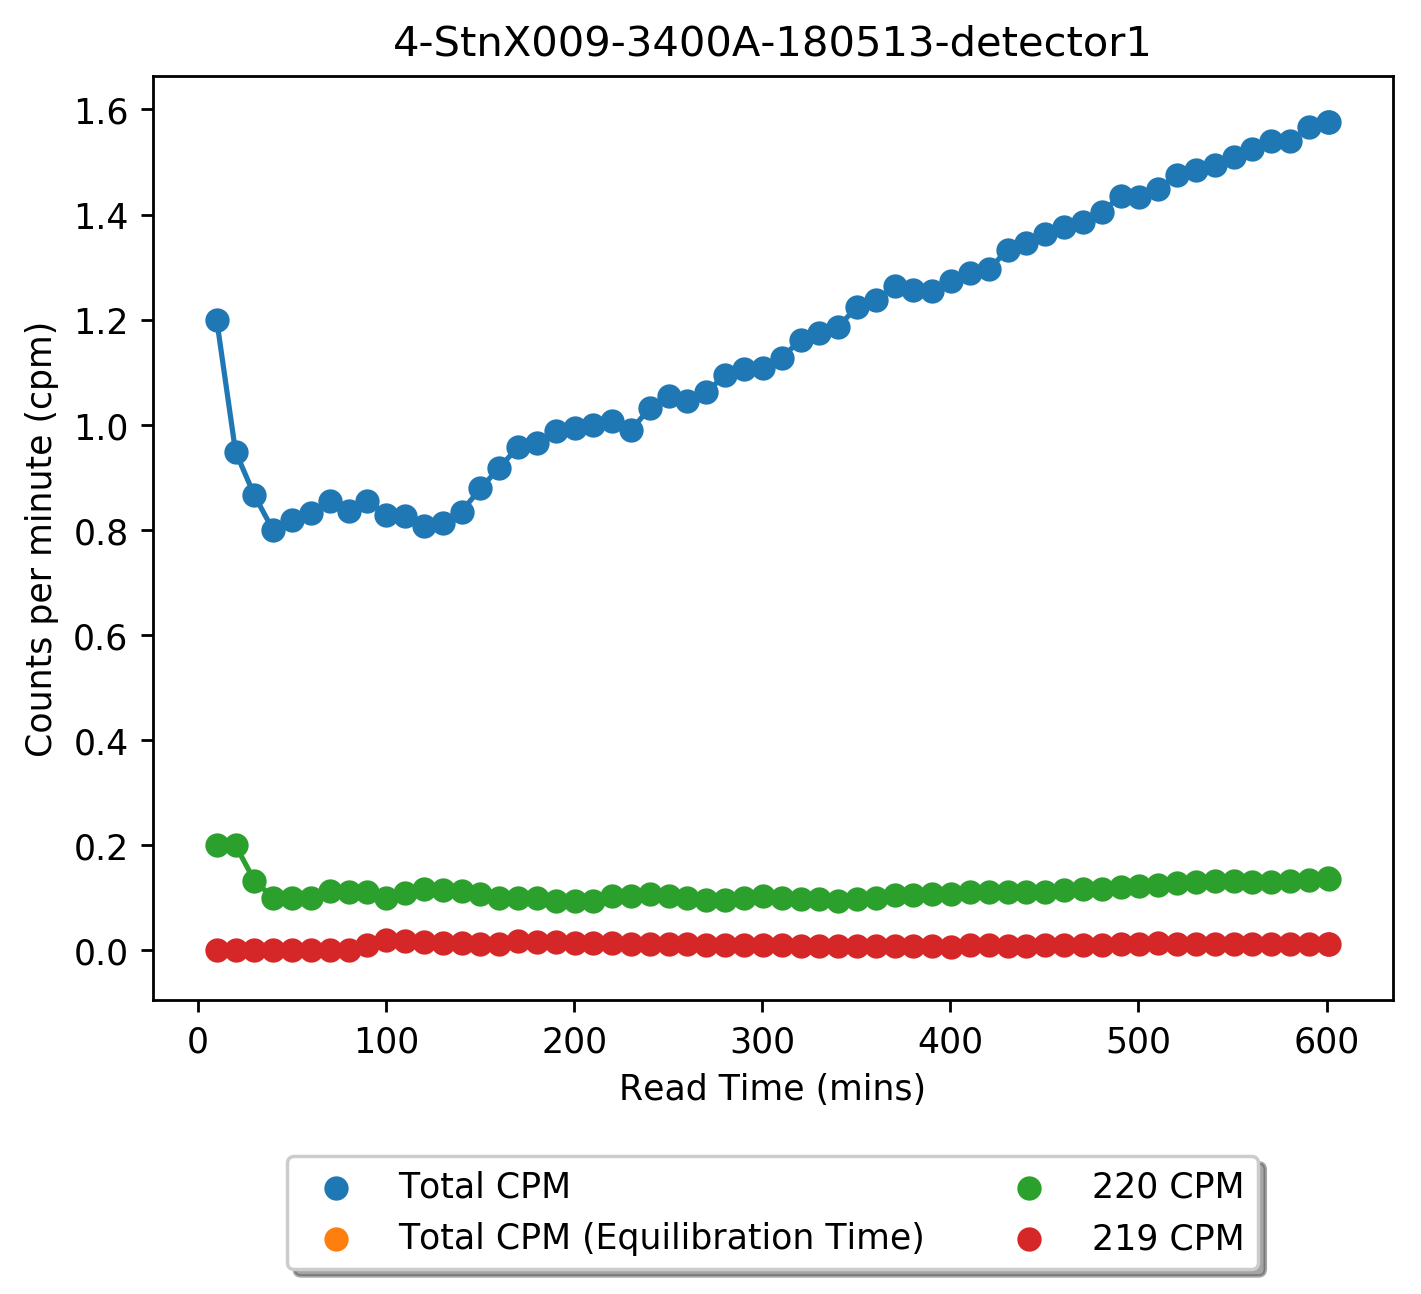 4-StnX009-3400A-180513-detector1
1.6
1.4
1.2
1.0
0.8
0.6
0.4
0.2
0.0
Counts per minute (cpm)
0 100 200 300 400 500 600
Read Time (mins)
Total CPM
Total CPM (Equilibration Time)
220 CPM
219 CPM